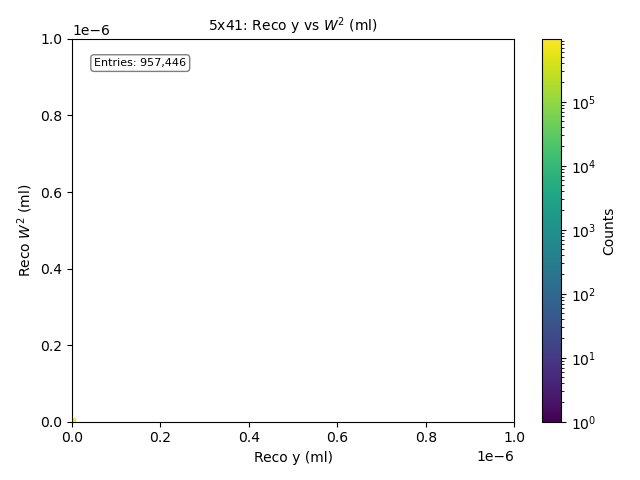 5x41: Reco y vs W² (ml)
1e−6
Entries: 957,446
1.0
0.8
0.6
0.4
0.2
0.0
Reco W² (ml)
0.0 0.2 0.4 0.6 0.8 1.0
Reco y (ml)
1e−6
10⁵
10⁴
10³
10²
10¹
10⁰
Counts